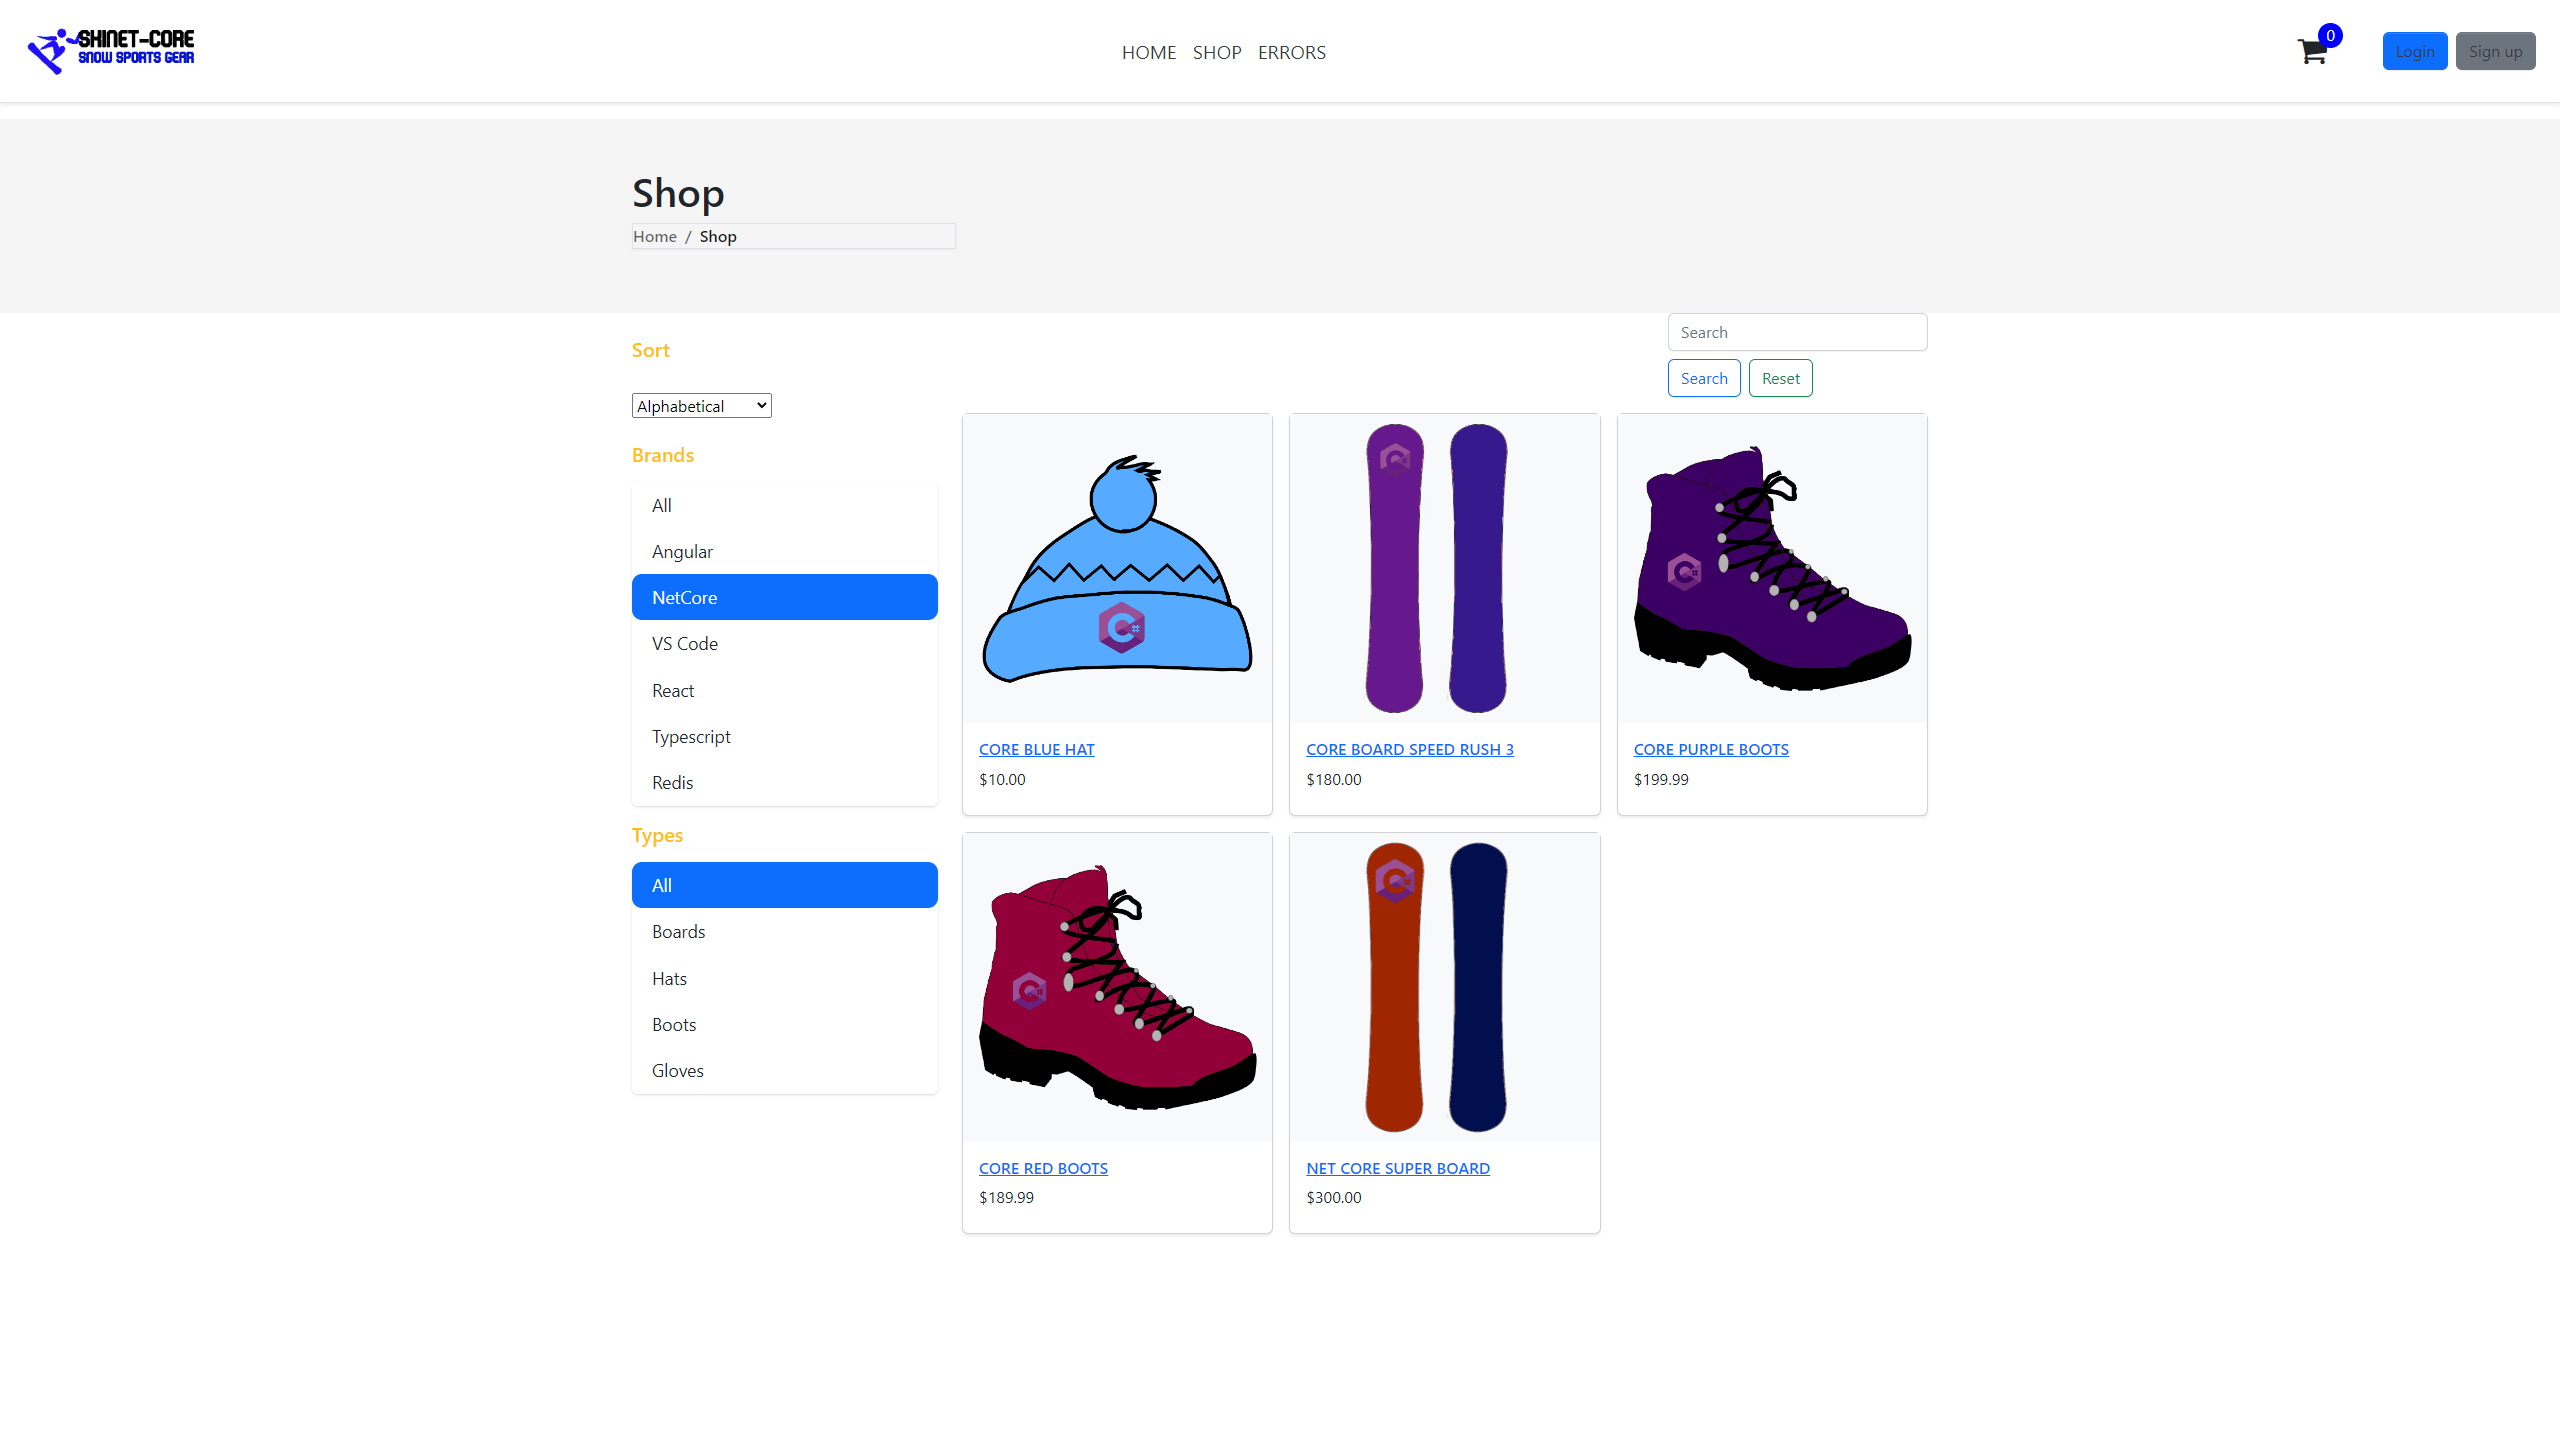 SKINET-CORE
SNOW SPORTS GEAR
HOME SHOP ERRORS
0
Login Sign up
Shop
Home / Shop
Sort
Alphabetical
Brands
All
Angular
NetCore
VS Code
React
Typescript
Redis
Types
All
Boards
Hats
Boots
Gloves
Search
Search Reset
C#
C#
C#
CORE BLUE HAT
$10.00
CORE BOARD SPEED RUSH 3
$180.00
CORE PURPLE BOOTS
$199.99
C#
C#
CORE RED BOOTS
$189.99
NET CORE SUPER BOARD
$300.00